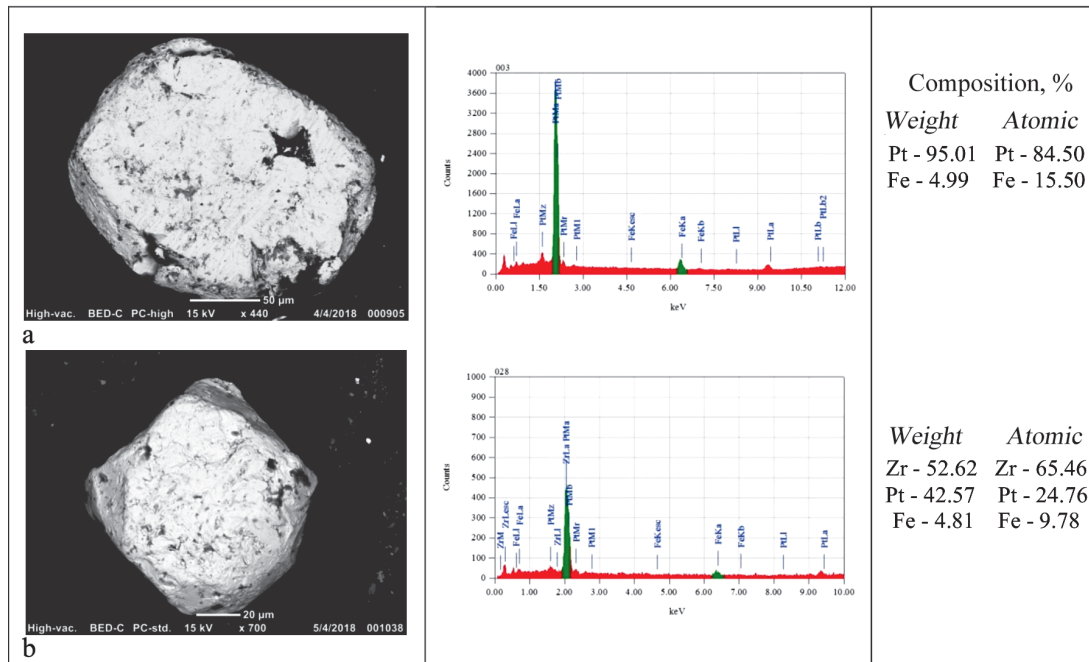 50 µm
High-vac. BED-C PC-high 15 kV x 440 4/4/2018 000905
a
003
Counts
4000
3600
3200
2800
2400
2000
1600
1200
800
400
0
FeLl
FeLa
PtMz
PtMa
PtMb
PtMr
PtM1
FeKesc
FeKa
FeKb
PtLl
PtLa
PtLb
PtLb2
0.00 1.50 3.00 4.50 6.00 7.50 9.00 10.50 12.00
keV
Composition, %
Weight Atomic
Pt - 95.01 Pt - 84.50
Fe - 4.99 Fe - 15.50
20 µm
High-vac. BED-C PC-std. 15 kV x 700 5/4/2018 001038
b
028
Counts
1000
900
800
700
600
500
400
300
200
100
0
ZrM
ZrLesc
FeLl
FeLa
PtMz
ZrLl
ZrLa
PtMa
PtMb
PtMr
PtM1
FeKesc
FeKa
FeKb
PtLl
PtLa
0.00 1.00 2.00 3.00 4.00 5.00 6.00 7.00 8.00 9.00 10.00
keV
Weight Atomic
Zr - 52.62 Zr - 65.46
Pt - 42.57 Pt - 24.76
Fe - 4.81 Fe - 9.78